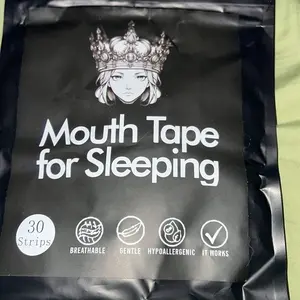 Mouth Tape
for Sleeping
30
Strips
BREATHABLE
GENTLE
HYPOALLERGENIC
IT WORKS